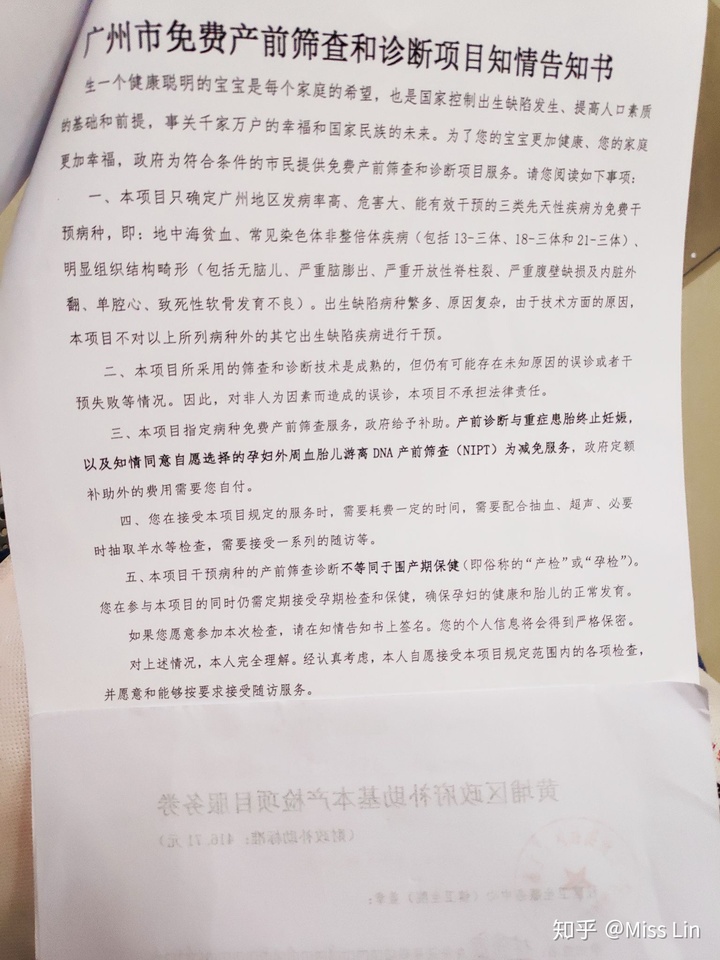 广州市免费产前筛查和诊断项目知情告知书
生一个健康聪明的宝宝是每个家庭的希望，也是国家控制出生缺陷发生、提高人口素质
的基础和前提，事关千家万户的幸福和国家民族的未来。为了您的宝宝更加健康、您的家庭
更加幸福，政府为符合条件的市民提供免费产前筛查和诊断项目服务。请您阅读如下事项：
一、本项目只确定广州地区发病率高、危害大、能有效干预的三类先天性疾病为免费干
预病种，即：地中海贫血、常见染色体非整倍体疾病（包括13-三体、18-三体和21-三体）、
明显组织结构畸形（包括无脑儿、严重脑膨出、严重开放性脊柱裂、严重腹壁缺损及内脏外
翻、单腔心、致死性软骨发育不良）。出生缺陷病种繁多、原因复杂，由于技术方面的原因，
本项目不对以上所列病种外的其它出生缺陷疾病进行干预。
二、本项目所采用的筛查和诊断技术是成熟的，但仍有可能存在未知原因的误诊或者干
预失败等情况。因此，对非人为因素而造成的误诊，本项目不承担法律责任。
三、本项目指定病种免费产前筛查服务，政府给予补助。产前诊断与重症患胎终止妊娠，
以及知情同意自愿选择的孕妇外周血胎儿游离DNA产前筛查（NIPT）为减免服务，政府定额
补助外的费用需要您自付。
四、您在接受本项目规定的服务时，需要耗费一定的时间，需要配合抽血、超声、必要
时抽取羊水等检查，需要接受一系列的随访等。
五、本项目干预病种的产前筛查诊断不等同于围产期保健（即俗称的“产检”或“孕检”）。
您在参与本项目的同时仍需定期接受孕期检查和保健，确保孕妇的健康和胎儿的正常发育。
如果您愿意参加本次检查，请在知情告知书上签名。您的个人信息将会得到严格保密。
对上述情况，本人完全理解。经认真考虑，本人自愿接受本项目规定范围内的各项检查，
并愿意和能够按要求接受随访服务。
黄埔区政府补助基本产检项目服务券
（财政补助标准：416.71元）
知乎 @Miss Lin